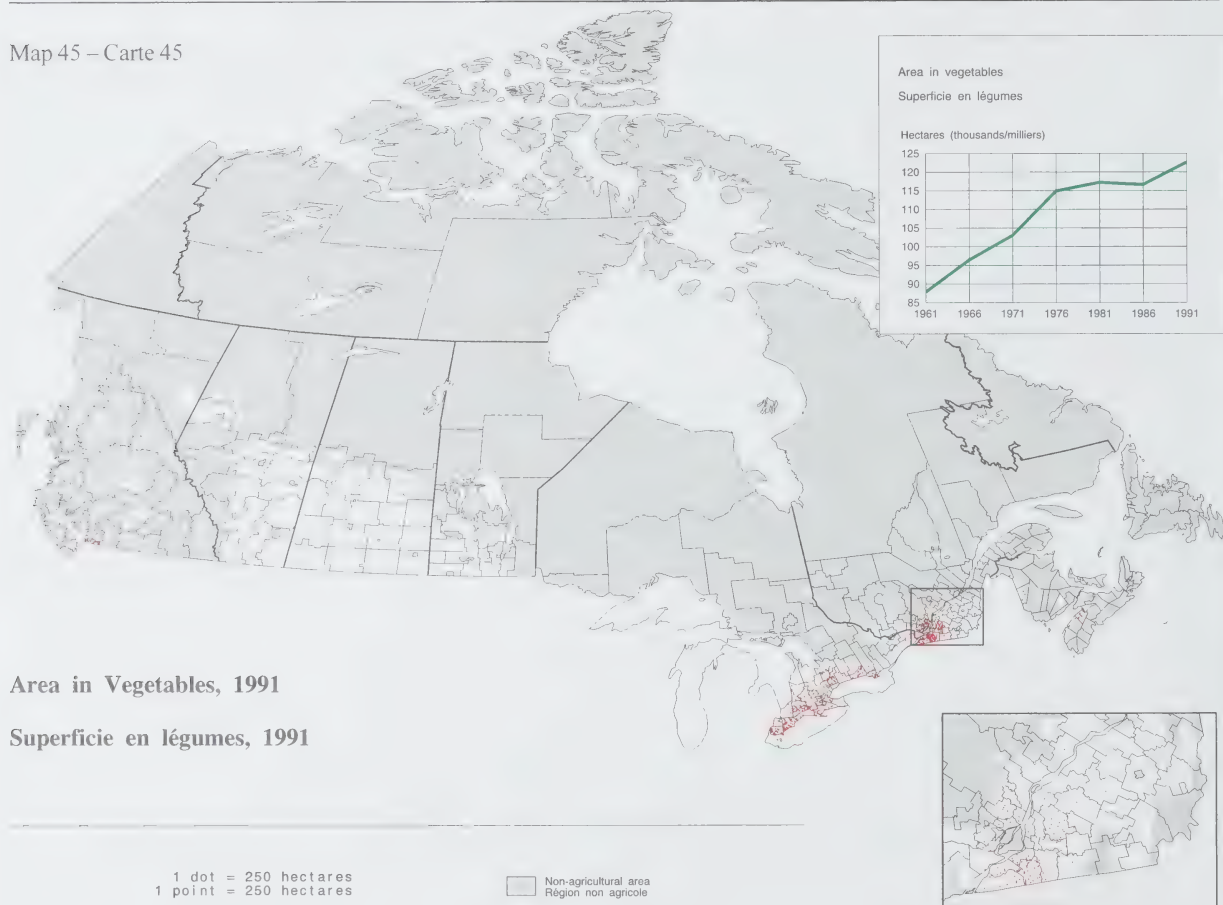 Map 45 – Carte 45
Area in vegetables
Superficie en légumes
Hectares (thousands/milliers)
125
120
115
110
105
100
95
90
85
1961 1966 1971 1976 1981 1986 1991
Area in Vegetables, 1991
Superficie en légumes, 1991
1 dot = 250 hectares
1 point = 250 hectares
Non-agricultural area
Région non agricole